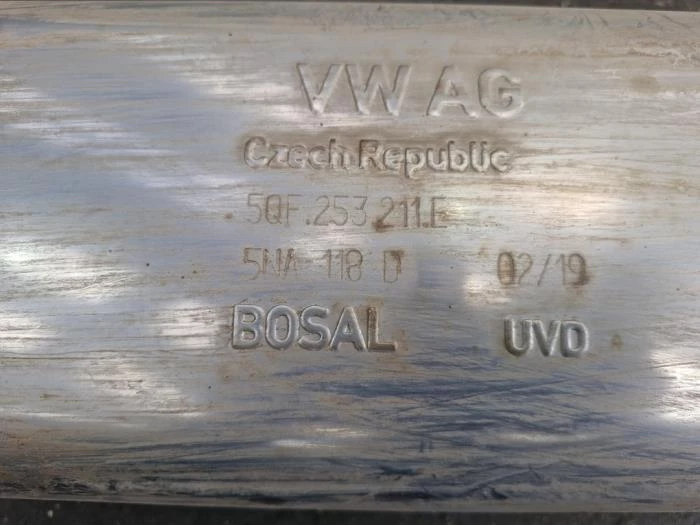 VW AG
Czech Republic
5QF.253 211.E
5NA 118 D 02/19
BOSAL UVD